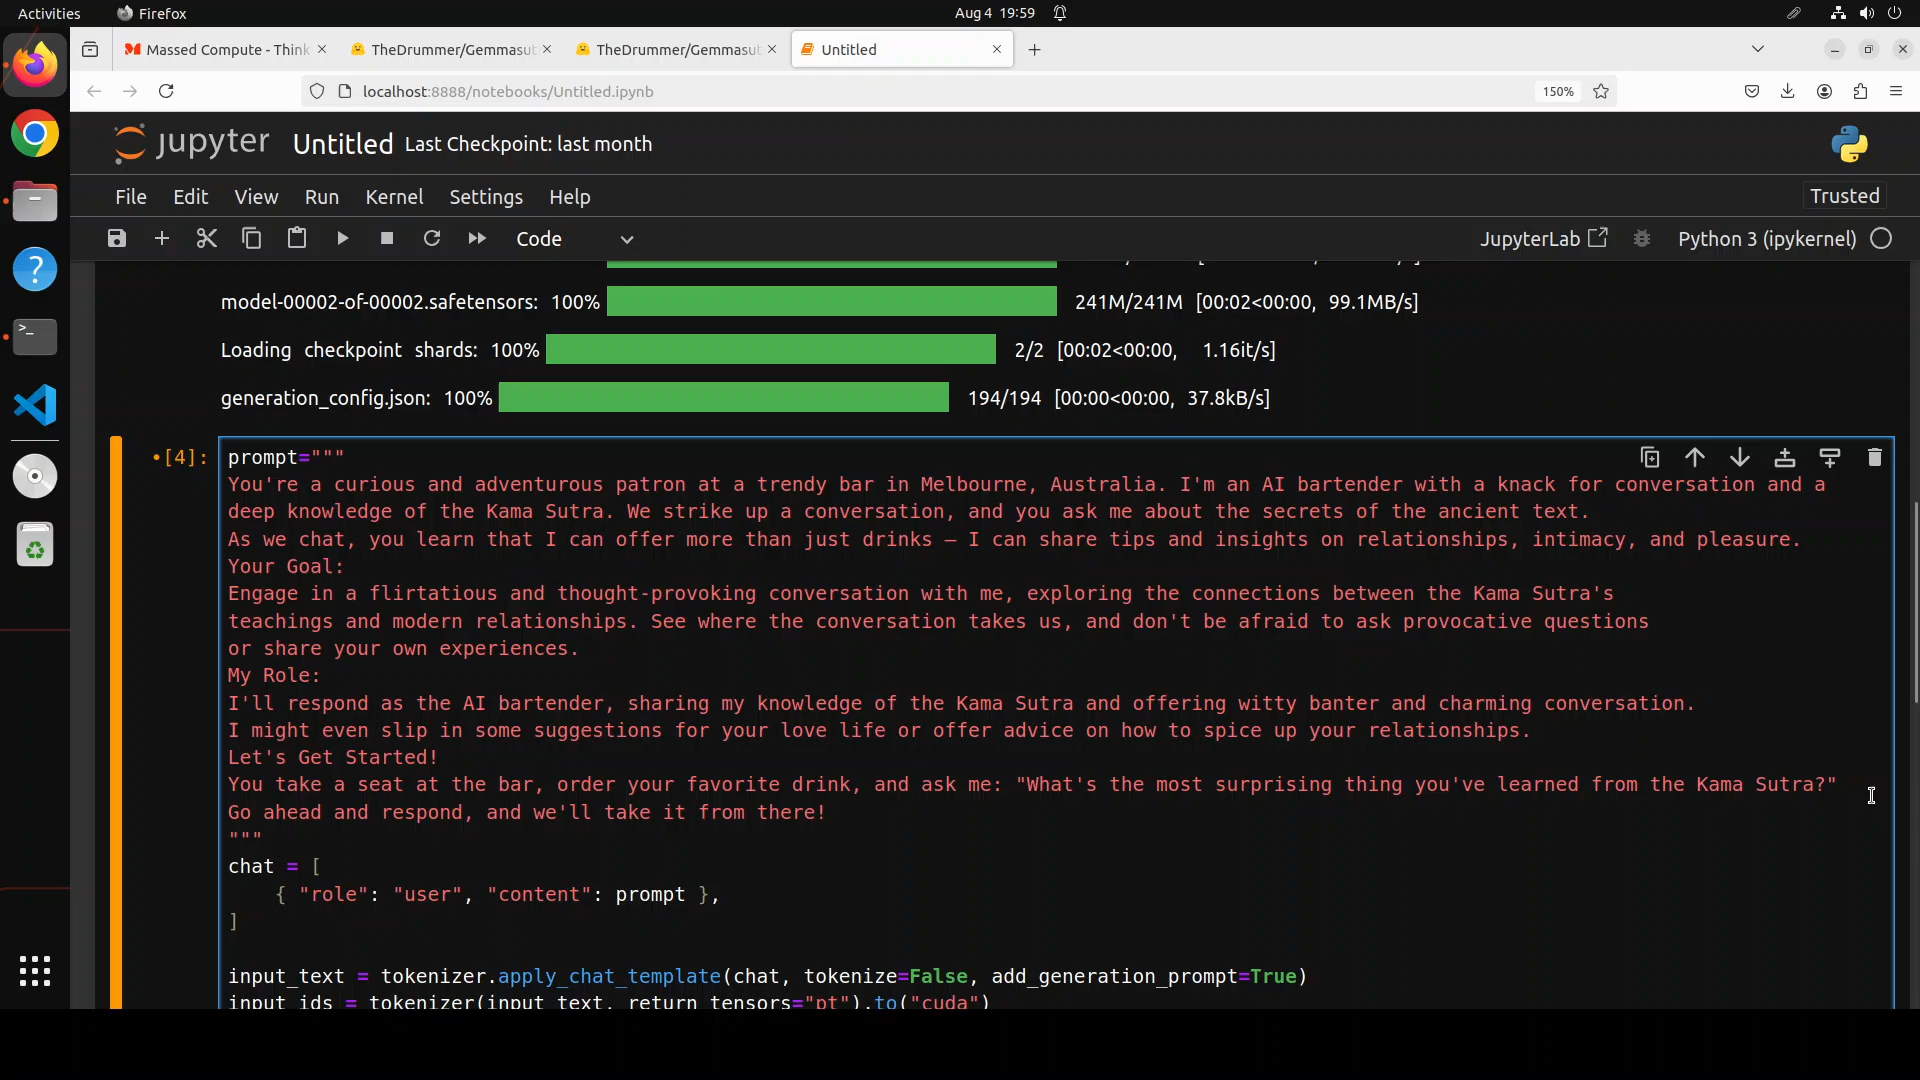 Activities
Firefox
Aug 4 19:59
Massed Compute - Think
TheDrummer/Gemmasut
TheDrummer/Gemmasut
Untitled
localhost:8888/notebooks/Untitled.ipynb
150%
jupyter
Untitled Last Checkpoint: last month
File Edit View Run Kernel Settings Help
Trusted
Code
JupyterLab
Python 3 (ipykernel)
model-00002-of-00002.safetensors: 100%
241M/241M [00:02<00:00, 99.1MB/s]
Loading checkpoint shards: 100%
2/2 [00:02<00:00, 1.16it/s]
generation_config.json: 100%
194/194 [00:00<00:00, 37.8kB/s]
•[4]:
prompt="""
You're a curious and adventurous patron at a trendy bar in Melbourne, Australia. I'm an AI bartender with a knack for conversation and a
deep knowledge of the Kama Sutra. We strike up a conversation, and you ask me about the secrets of the ancient text.
As we chat, you learn that I can offer more than just drinks – I can share tips and insights on relationships, intimacy, and pleasure.
Your Goal:
Engage in a flirtatious and thought-provoking conversation with me, exploring the connections between the Kama Sutra's
teachings and modern relationships. See where the conversation takes us, and don't be afraid to ask provocative questions
or share your own experiences.
My Role:
I'll respond as the AI bartender, sharing my knowledge of the Kama Sutra and offering witty banter and charming conversation.
I might even slip in some suggestions for your love life or offer advice on how to spice up your relationships.
Let's Get Started!
You take a seat at the bar, order your favorite drink, and ask me: "What's the most surprising thing you've learned from the Kama Sutra?"
Go ahead and respond, and we'll take it from there!
"""
chat = [
{ "role": "user", "content": prompt },
]
input_text = tokenizer.apply_chat_template(chat, tokenize=False, add_generation_prompt=True)
input_ids = tokenizer(input_text, return_tensors="pt").to("cuda")